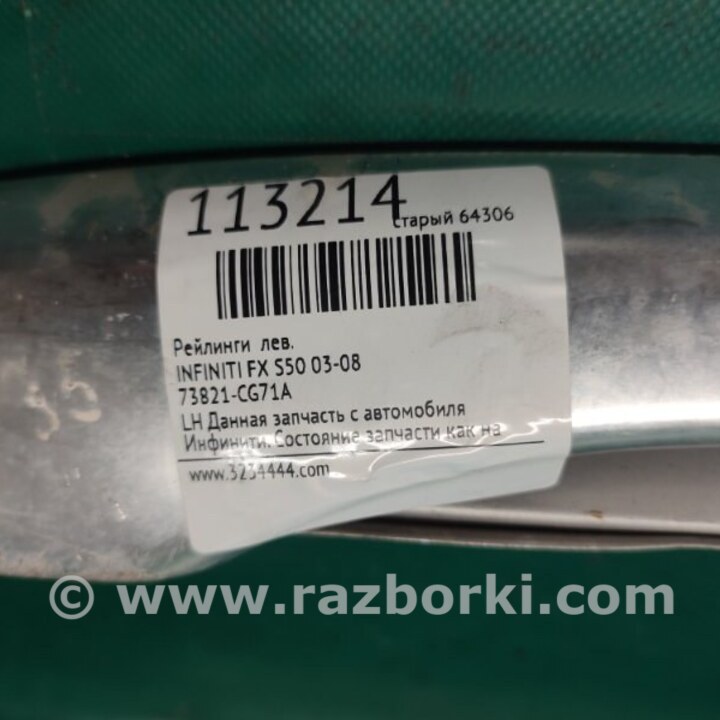 113214
старый 64306
Рейлинги лев.
INFINITI FX S50 03-08
73821-CG71A
LH Данная запчасть с автомобиля
Инфинити. Состояние запчасти как на
www.3234444.com
55
© www.razborki.com